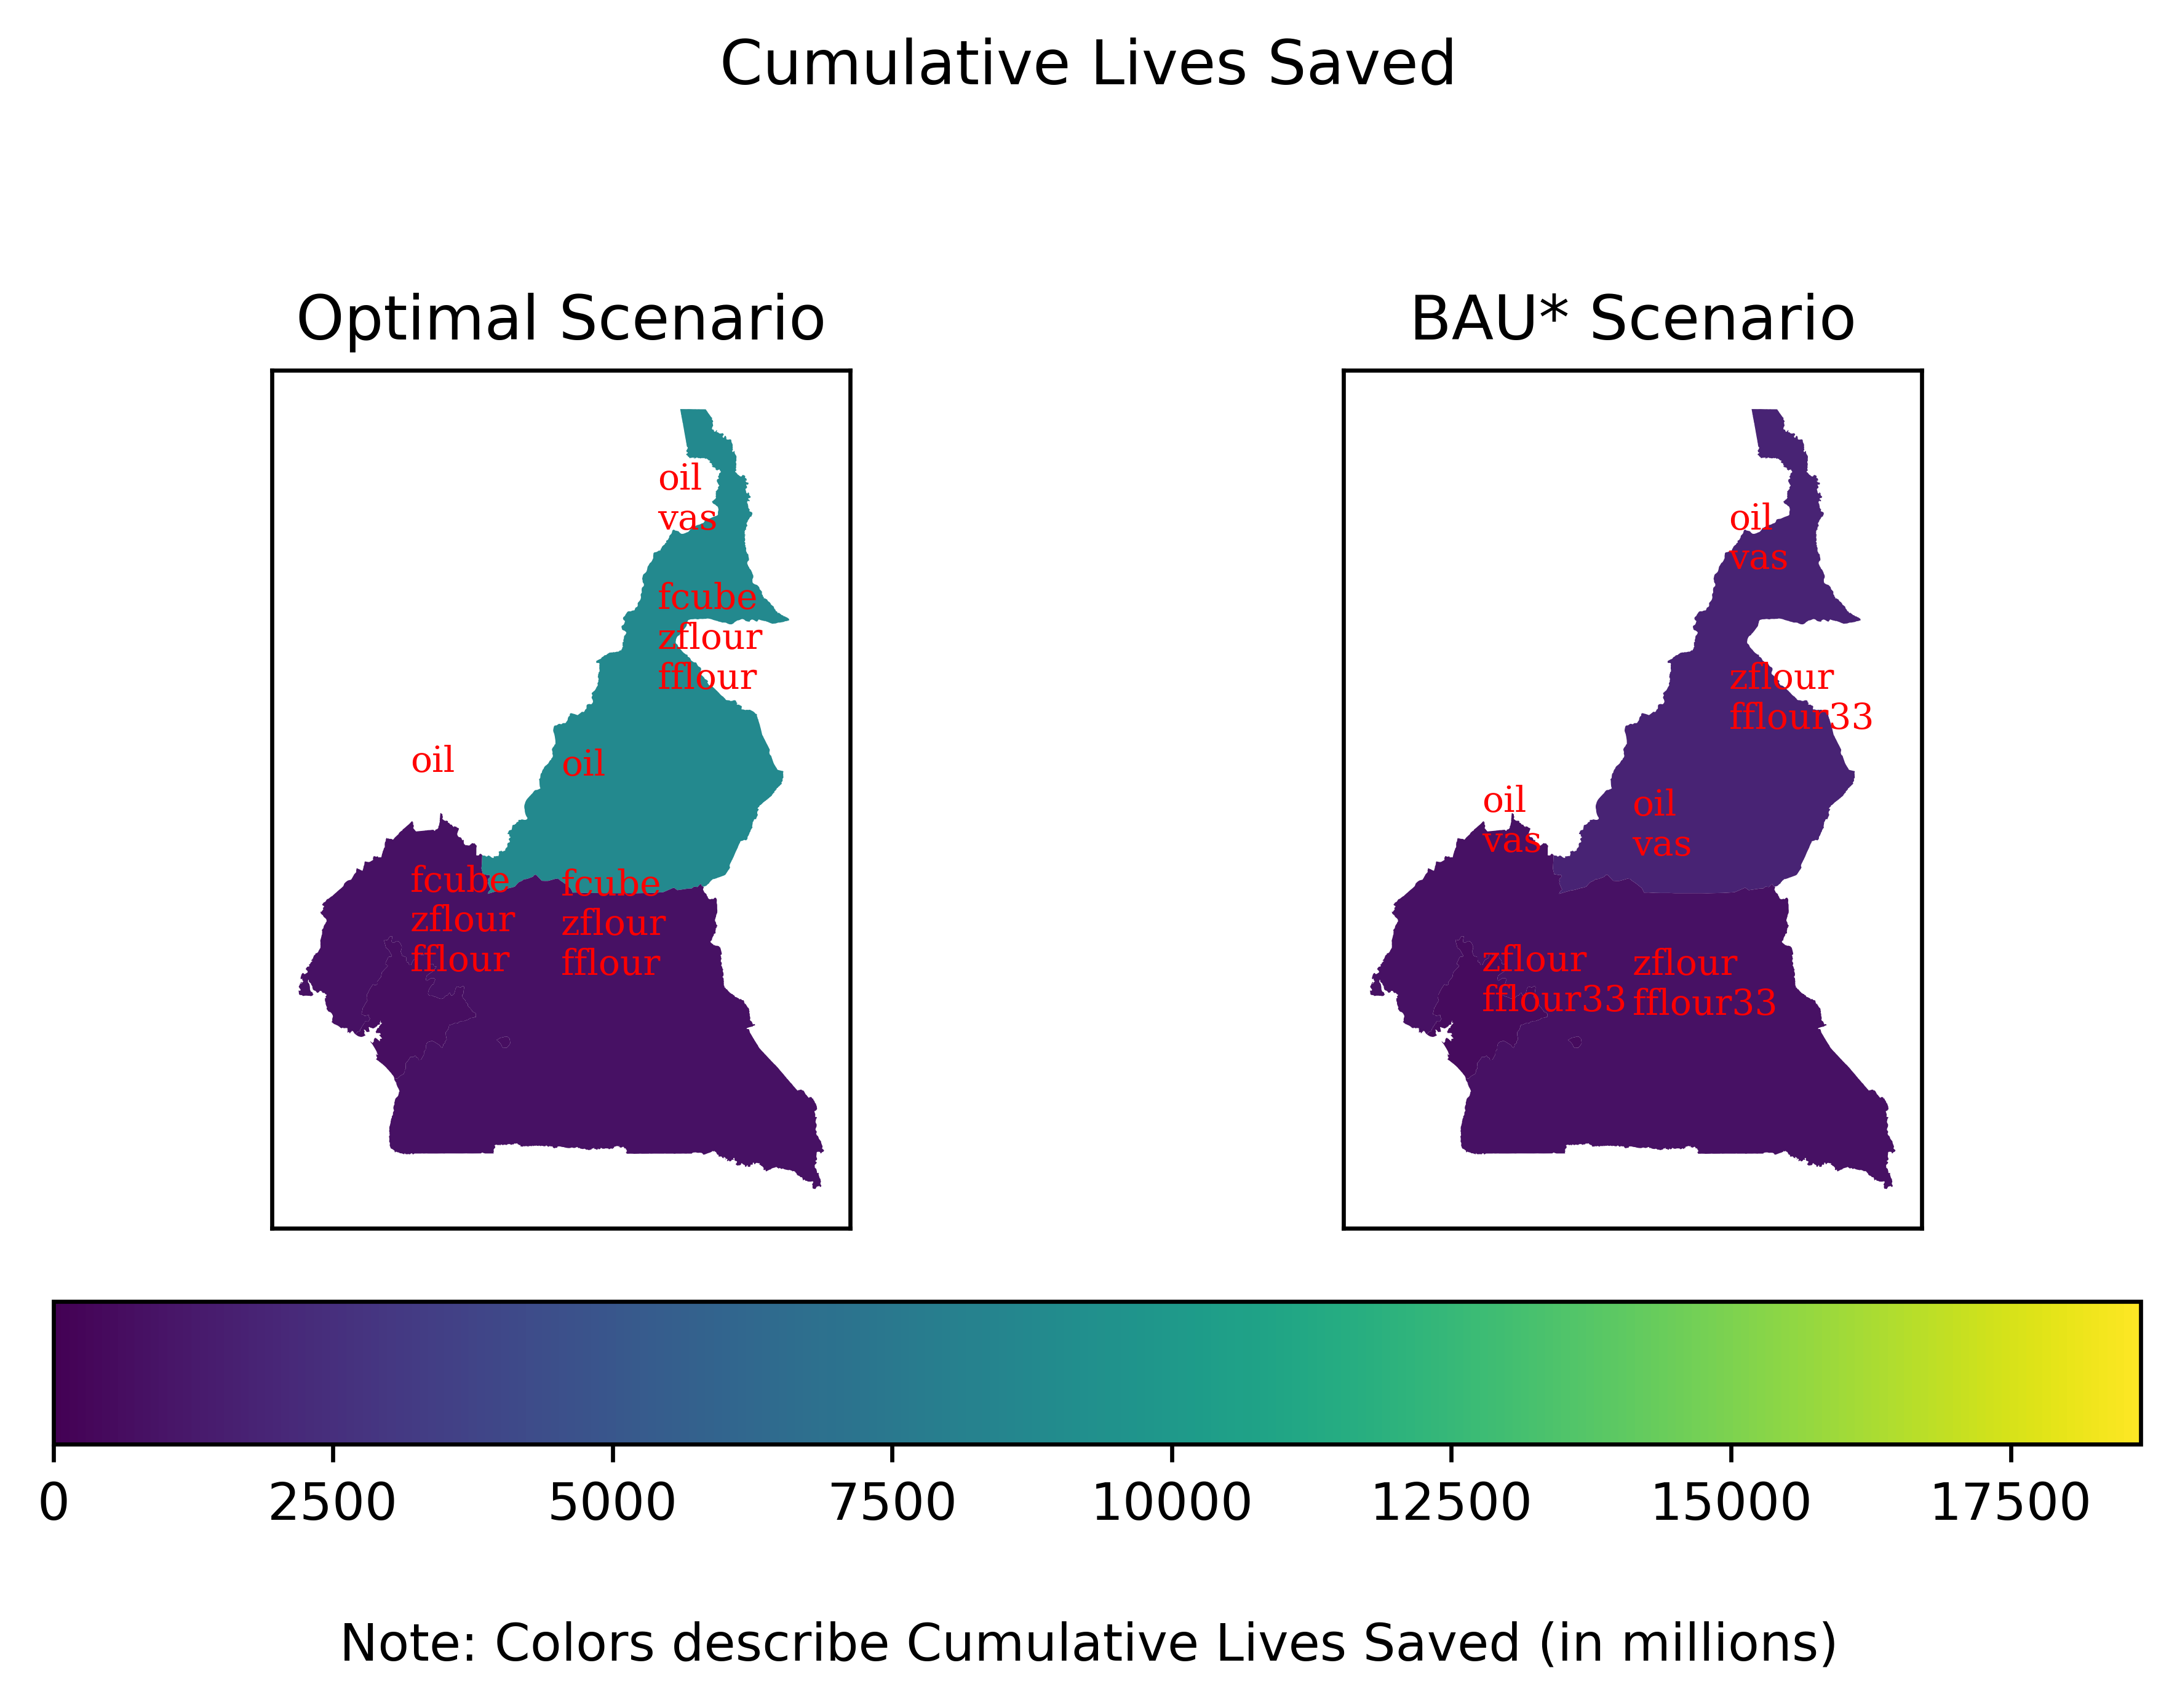 Cumulative Lives Saved
Optimal Scenario
oil
vas
fcube
zflour
fflour
oil
fcube
zflour
fflour
oil
fcube
zflour
fflour
BAU* Scenario
oil
vas
zflour
fflour33
oil
vas
zflour
fflour33
oil
vas
zflour
fflour33
0 2500 5000 7500 10000 12500 15000 17500
Note: Colors describe Cumulative Lives Saved (in millions)